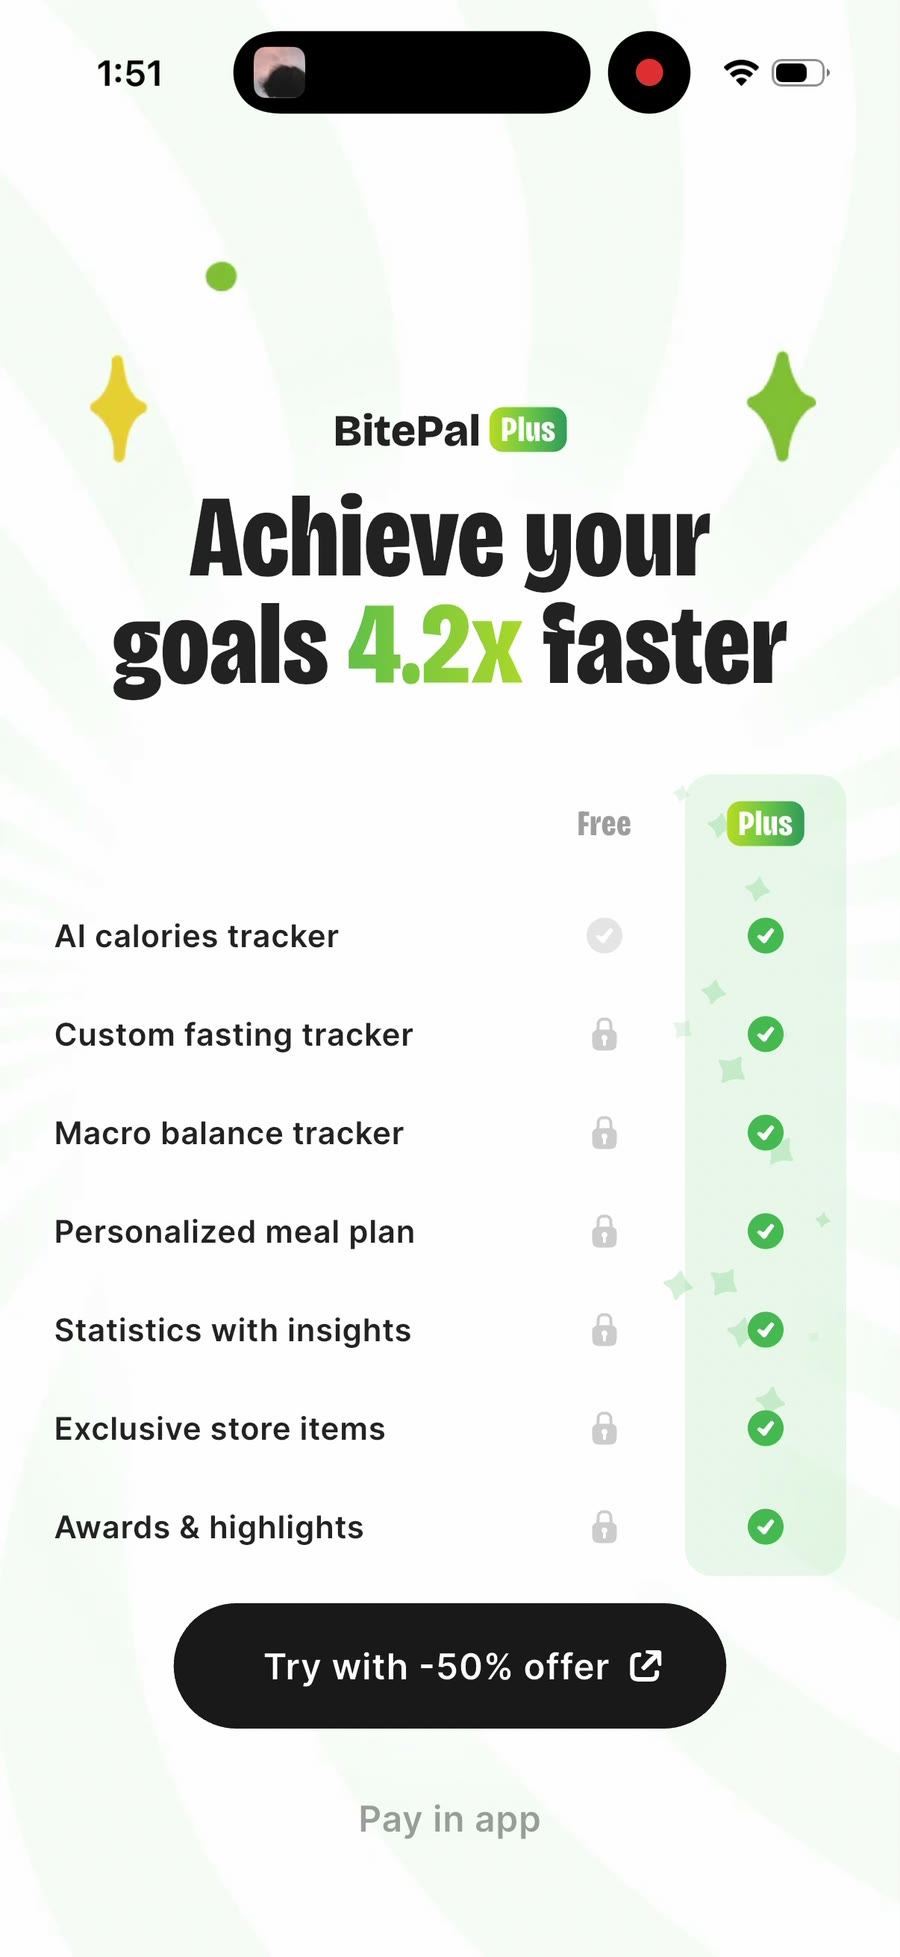 1:51
BitePal Plus
Achieve your
goals 4.2x faster
Free Plus
AI calories tracker
Custom fasting tracker
Macro balance tracker
Personalized meal plan
Statistics with insights
Exclusive store items
Awards & highlights
Try with -50% offer
Pay in app